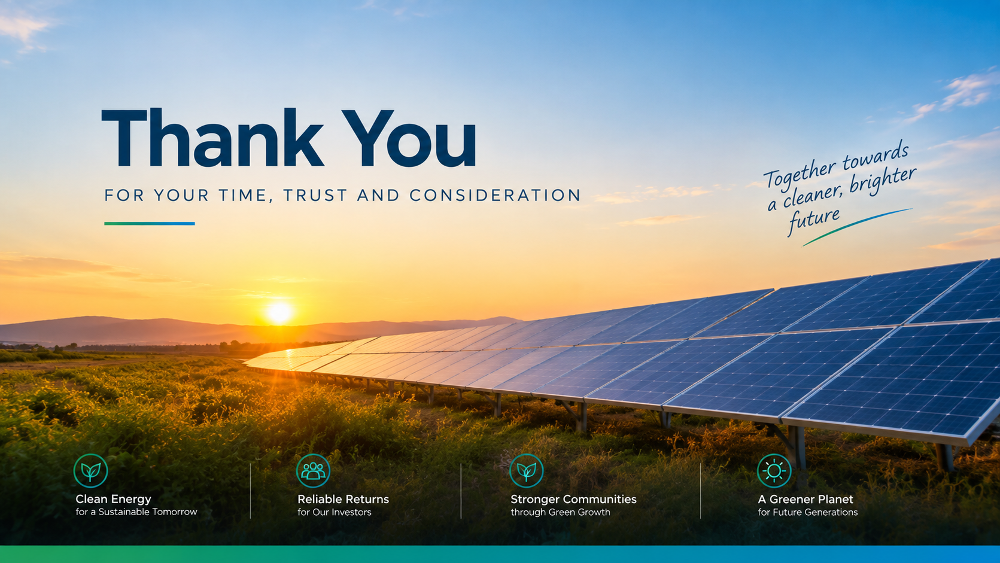 Thank You
FOR YOUR TIME, TRUST AND CONSIDERATION
Together towards
a cleaner, brighter
future
Clean Energy
for a Sustainable Tomorrow
Reliable Returns
for Our Investors
Stronger Communities
through Green Growth
A Greener Planet
for Future Generations